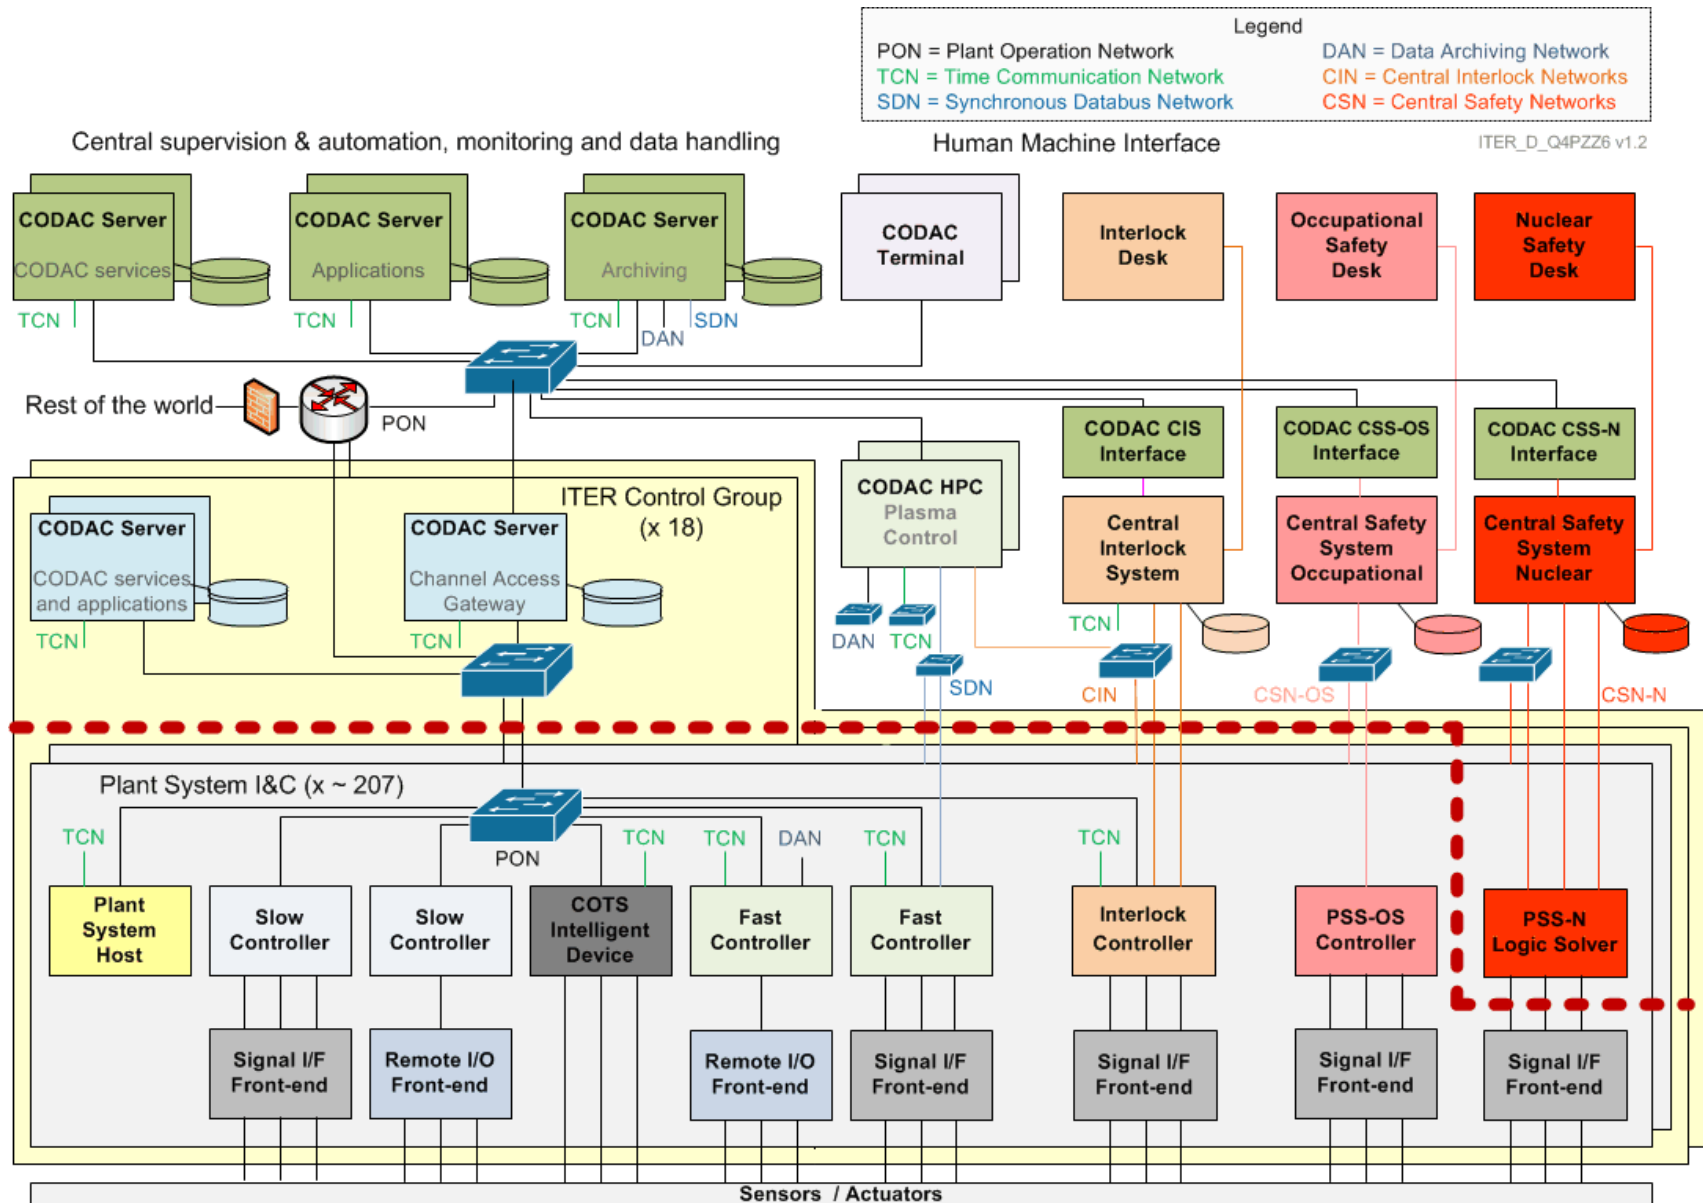 Legend
PON = Plant Operation Network
DAN = Data Archiving Network
TCN = Time Communication Network
CIN = Central Interlock Networks
SDN = Synchronous Databus Network
CSN = Central Safety Networks
Central supervision & automation, monitoring and data handling
Human Machine Interface
ITER_D_Q4PZZ6 v1.2
CODAC Server
CODAC services
TCN
CODAC Server
Applications
TCN
CODAC Server
Archiving
TCN
DAN
SDN
CODAC
Terminal
Interlock
Desk
Occupational
Safety
Desk
Nuclear
Safety
Desk
Rest of the world
PON
CODAC CIS
Interface
CODAC CSS-OS
Interface
CODAC CSS-N
Interface
ITER Control Group
(x 18)
CODAC Server
CODAC services
and applications
TCN
CODAC Server
Channel Access
Gateway
TCN
CODAC HPC
Plasma
Control
DAN
TCN
SDN
Central
Interlock
System
TCN
CIN
Central Safety
System
Occupational
CSN-OS
Central Safety
System
Nuclear
CSN-N
Plant System I&C (x ~ 207)
PON
TCN
TCN
TCN
DAN
TCN
TCN
Plant
System
Host
Slow
Controller
Slow
Controller
COTS
Intelligent
Device
Fast
Controller
Fast
Controller
Interlock
Controller
PSS-OS
Controller
PSS-N
Logic Solver
Signal I/F
Front-end
Remote I/O
Front-end
Remote I/O
Front-end
Signal I/F
Front-end
Signal I/F
Front-end
Signal I/F
Front-end
Signal I/F
Front-end
Sensors / Actuators